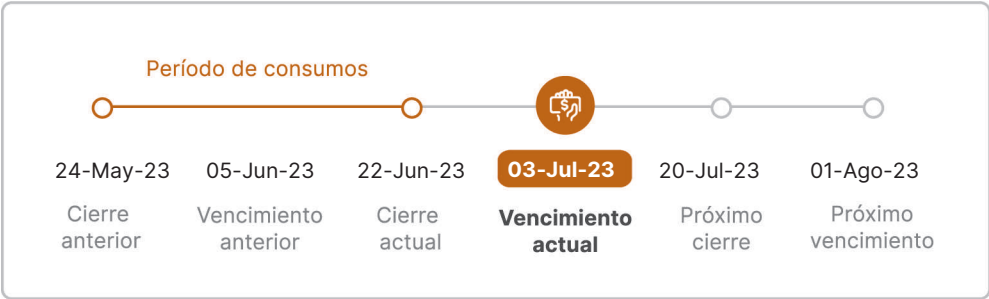 Período de consumos
$
24-May-23 05-Jun-23 22-Jun-23 03-Jul-23 20-Jul-23 01-Ago-23
Cierre Vencimiento Cierre Vencimiento Próximo Próximo
anterior anterior actual actual cierre vencimiento